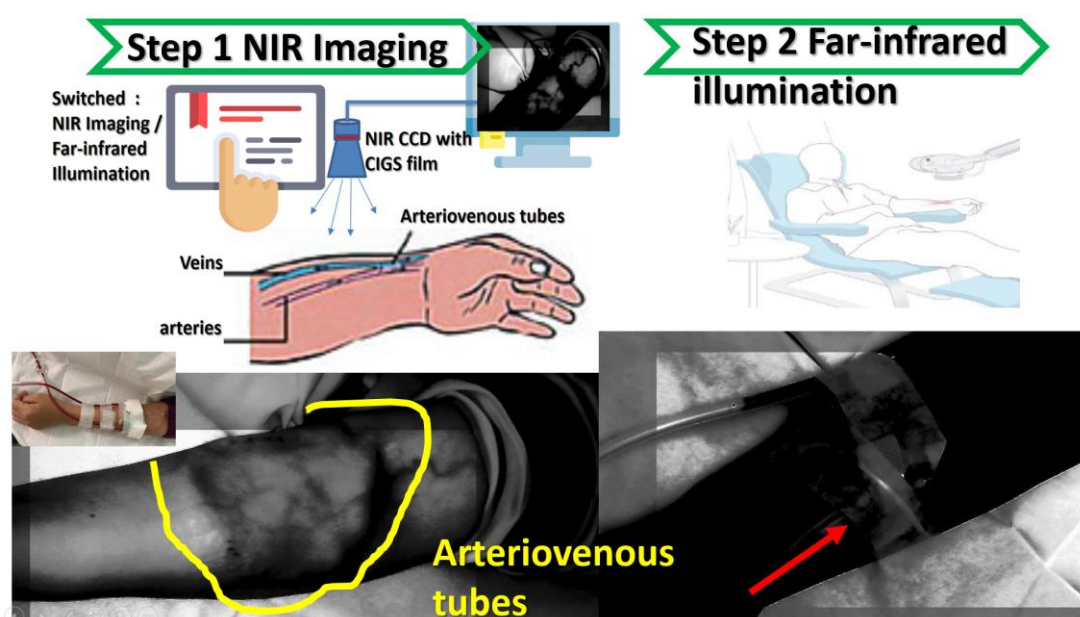 Step 1 NIR Imaging
Step 2 Far-infrared
illumination
Switched :
NIR Imaging /
Far-infrared
Illumination
NIR CCD with
CIGS film
Arteriovenous tubes
Veins
arteries
Arteriovenous
tubes